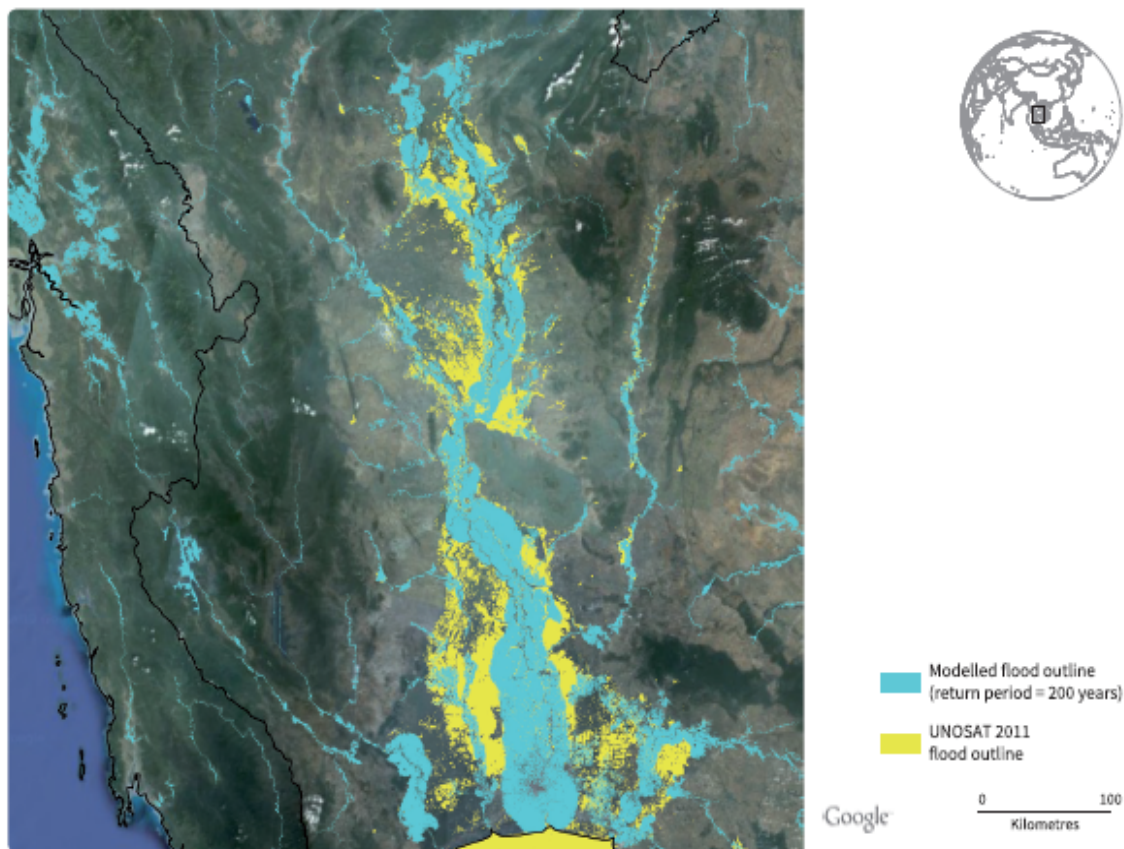 Modelled flood outline
(return period = 200 years)
UNOSAT 2011
flood outline
Google
0 100
Kilometres